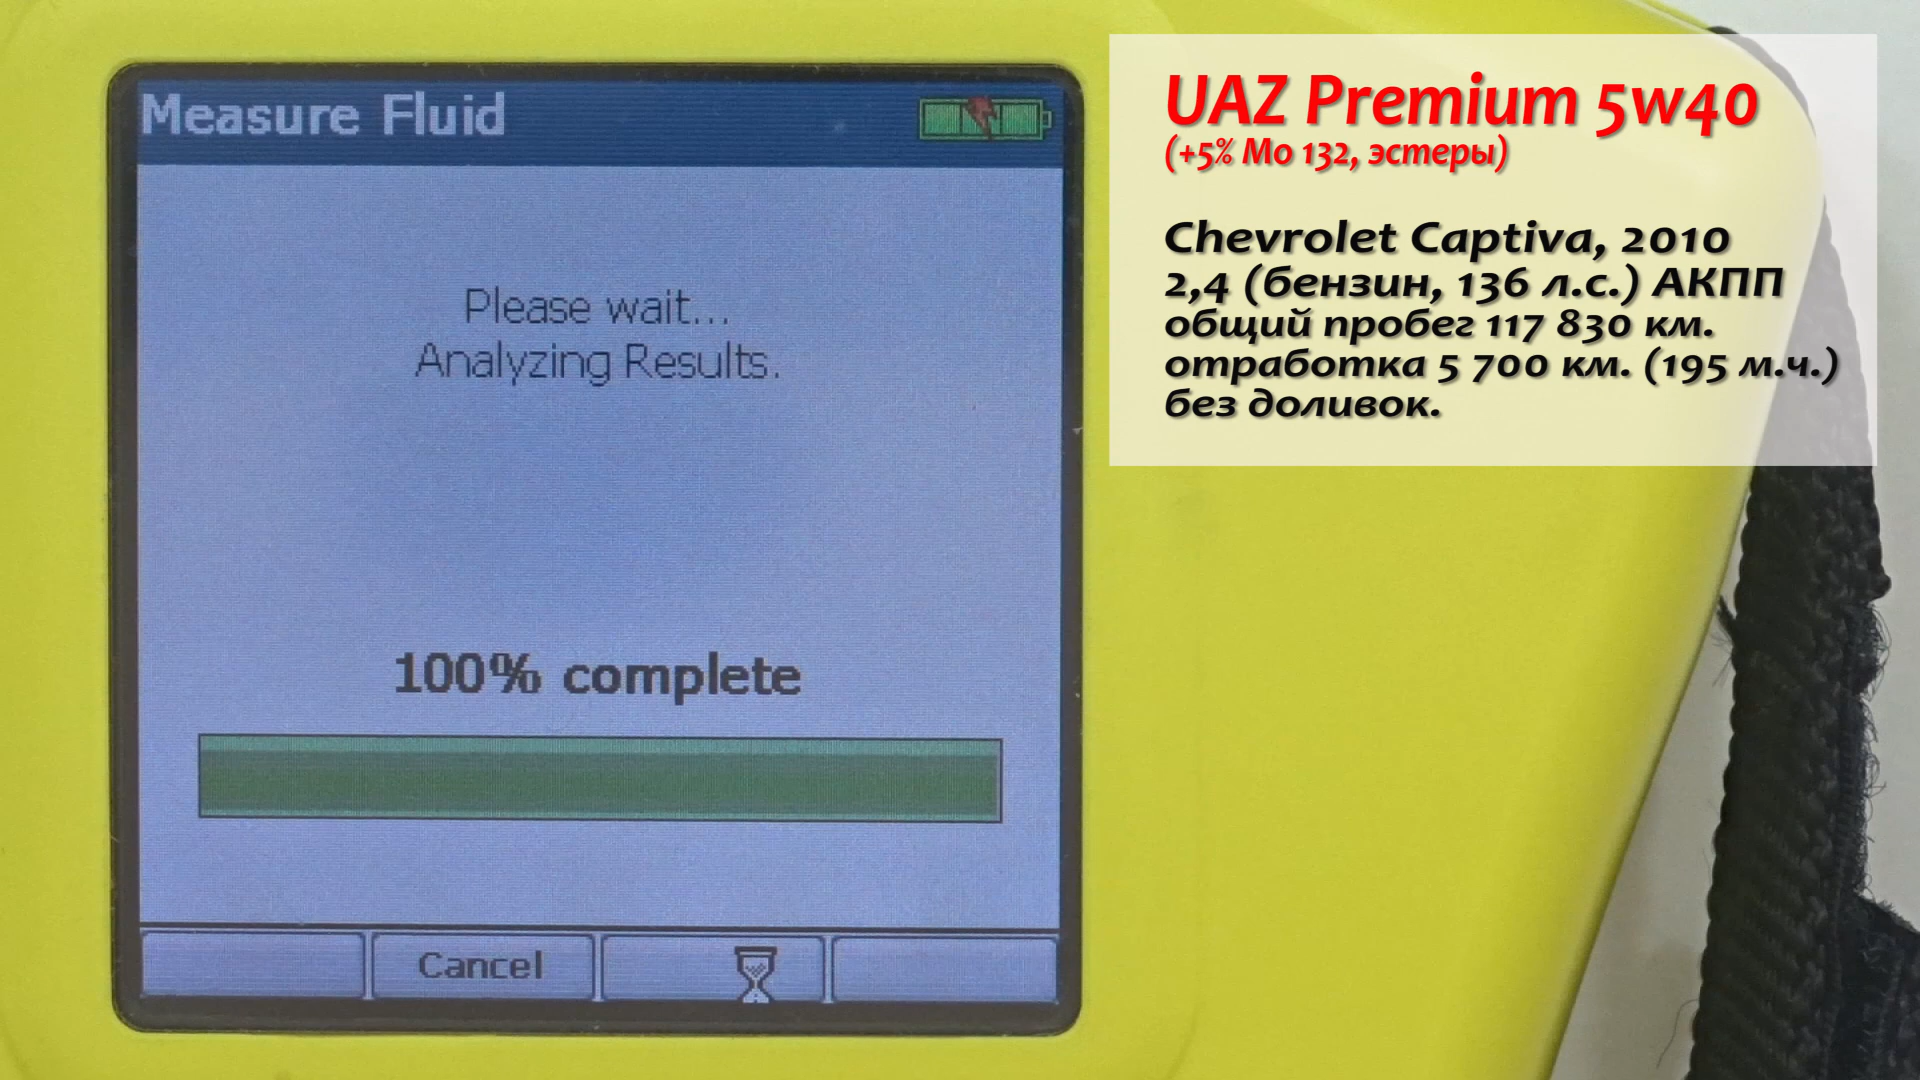 Measure Fluid
Please wait...
Analyzing Results.
100% complete
Cancel
UAZ Premium 5w40
(+5% Mo 132, эстеры)
Chevrolet Captiva, 2010
2,4 (бензин, 136 л.с.) АКПП
общий пробег 117 830 км.
отработка 5 700 км. (195 м.ч.)
без доливок.